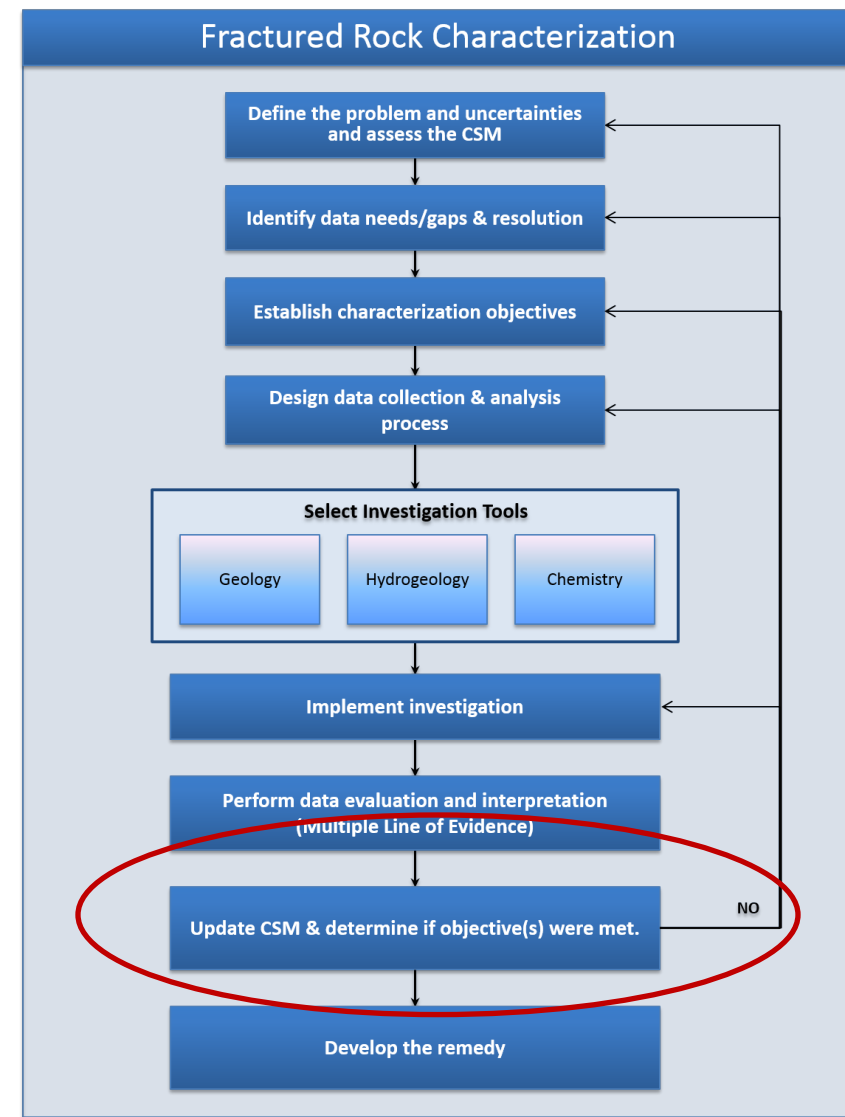 Fractured Rock Characterization
Define the problem and uncertainties
and assess the CSM
Identify data needs/gaps & resolution
Establish characterization objectives
Design data collection & analysis
process
Select Investigation Tools
Geology
Hydrogeology
Chemistry
Implement investigation
Perform data evaluation and interpretation
(Multiple Line of Evidence)
NO
Update CSM & determine if objective(s) were met.
Develop the remedy